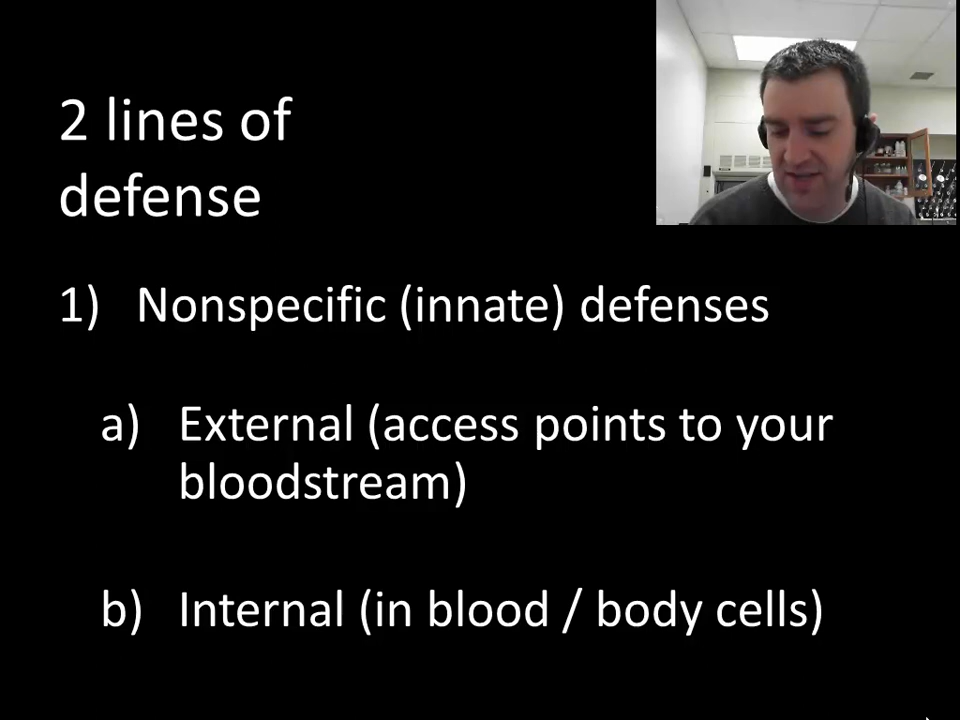 2 lines of
defense
1) Nonspecific (innate) defenses
a) External (access points to your
bloodstream)
b) Internal (in blood / body cells)